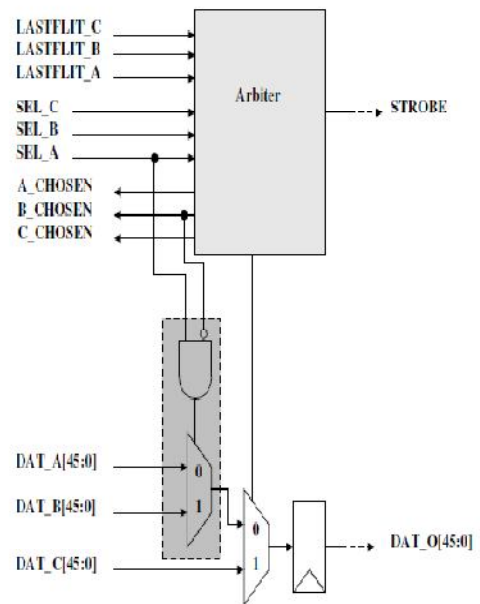 LASTFLIT_C
LASTFLIT_B
LASTFLIT_A
Arbiter
SEL_C
STROBE
SEL_B
SEL_A
A_CHOSEN
B_CHOSEN
C_CHOSEN
DAT_A[45:0]
0
DAT_B[45:0]
1
0
DAT_O[45:0]
DAT_C[45:0]
1